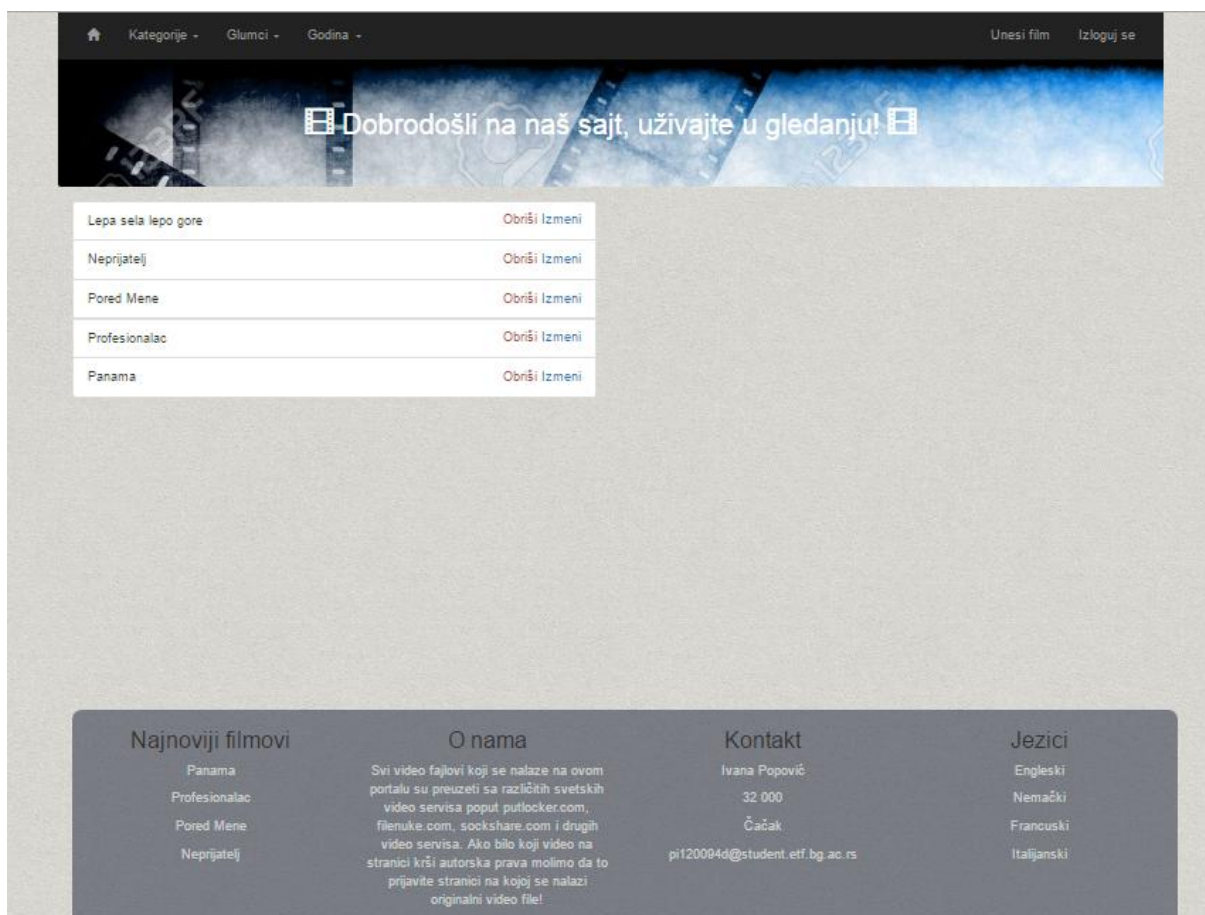 Kategorije Glumci Godina Unesi film Izloguj se
Dobrodošli na naš sajt, uživajte u gledanju!
Lepa sela lepo gore Obriši Izmeni
Neprijatelj Obriši Izmeni
Pored Mene Obriši Izmeni
Profesionalac Obriši Izmeni
Panama Obriši Izmeni
Najnoviji filmovi
Panama
Profesionalac
Pored Mene
Neprijatelj
O nama
Svi video fajlovi koji se nalaze na ovom
portalu su preuzeti sa različitih svetskih
video servisa poput putlocker.com,
filenuke.com, sockshare.com i drugih
video servisa. Ako bilo koji video na
stranici krši autorska prava molimo da to
prijavite stranici na kojoj se nalazi
originalni video file!
Kontakt
Ivana Popović
32 000
Čačak
pi120094d@student.etf.bg.ac.rs
Jezici
Engleski
Nemački
Francuski
Italijanski